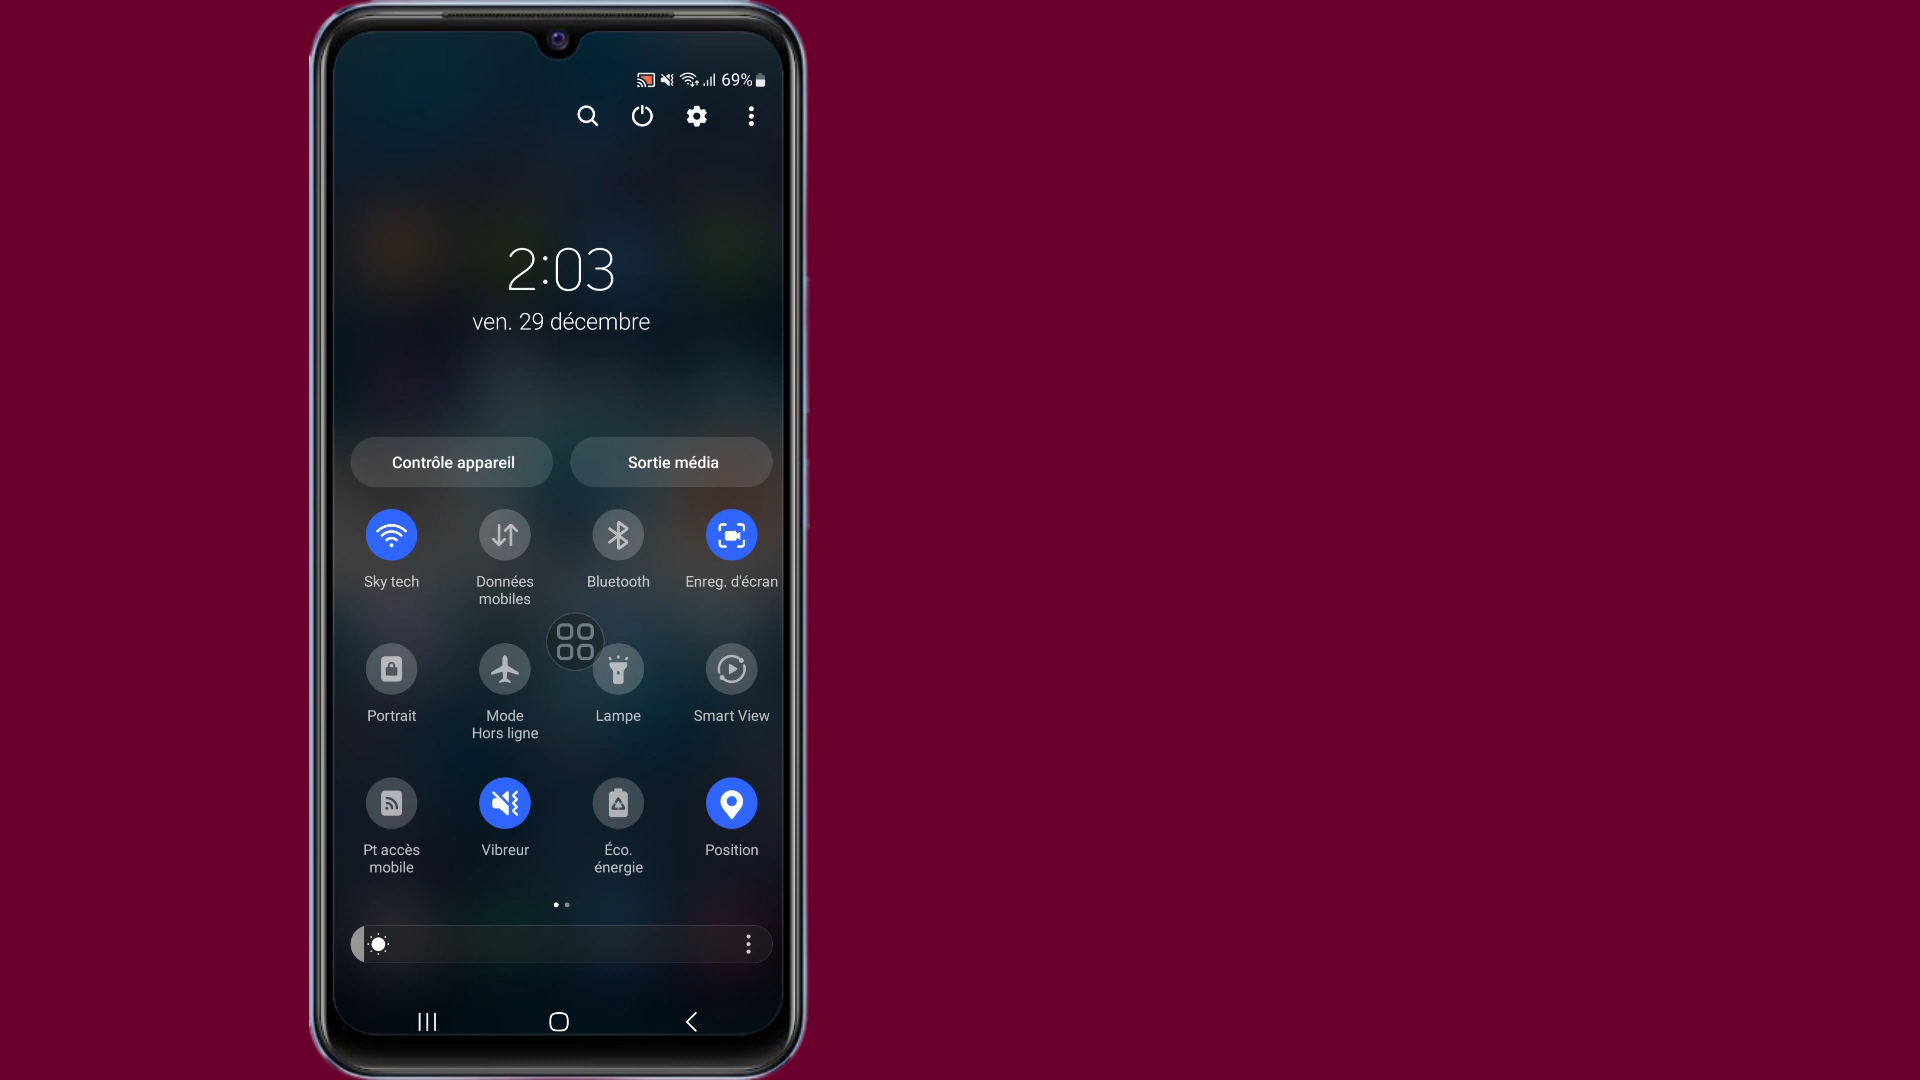 69%
2:03
ven. 29 décembre
Contrôle appareil
Sortie média
Sky tech
Données
mobiles
Bluetooth
Enreg. d'écran
Portrait
Mode
Hors ligne
Lampe
Smart View
Pt accès
mobile
Vibreur
Éco.
énergie
Position